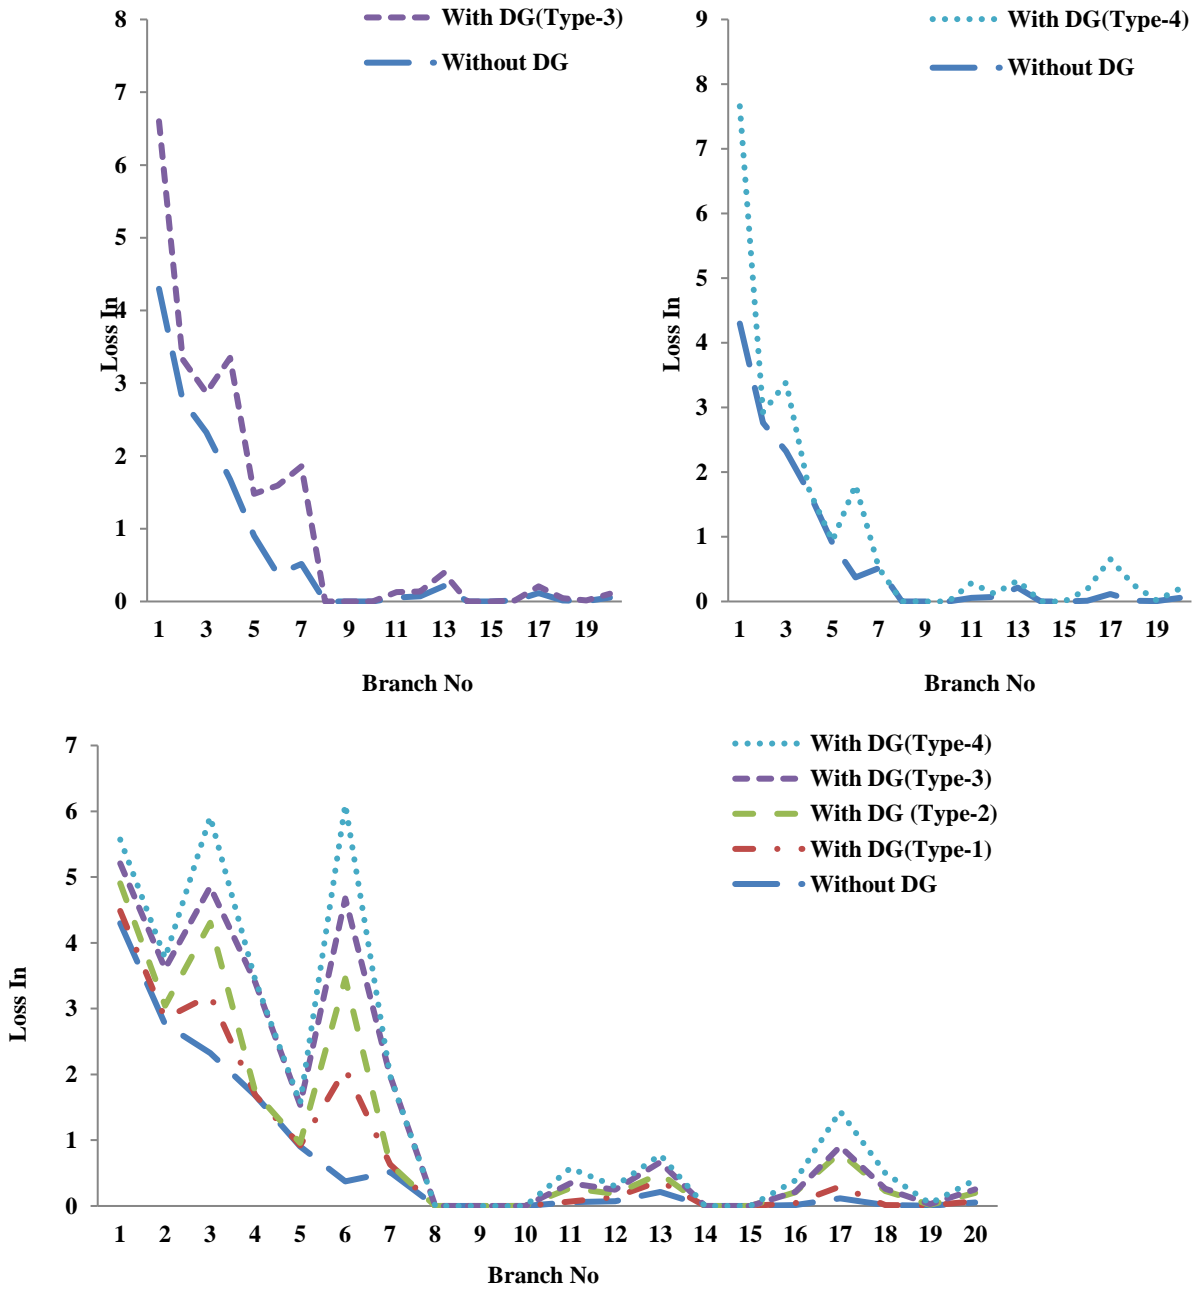 With DG(Type-3)
Without DG
8
7
6
5
4
3
2
1
0
Loss In
1 3 5 7 9 11 13 15 17 19
Branch No
With DG(Type-4)
Without DG
9
8
7
6
5
4
3
2
1
0
Loss In
1 3 5 7 9 11 13 15 17 19
Branch No
With DG(Type-4)
With DG(Type-3)
With DG (Type-2)
With DG(Type-1)
Without DG
7
6
5
4
3
2
1
0
Loss In
1 2 3 4 5 6 7 8 9 10 11 12 13 14 15 16 17 18 19 20
Branch No